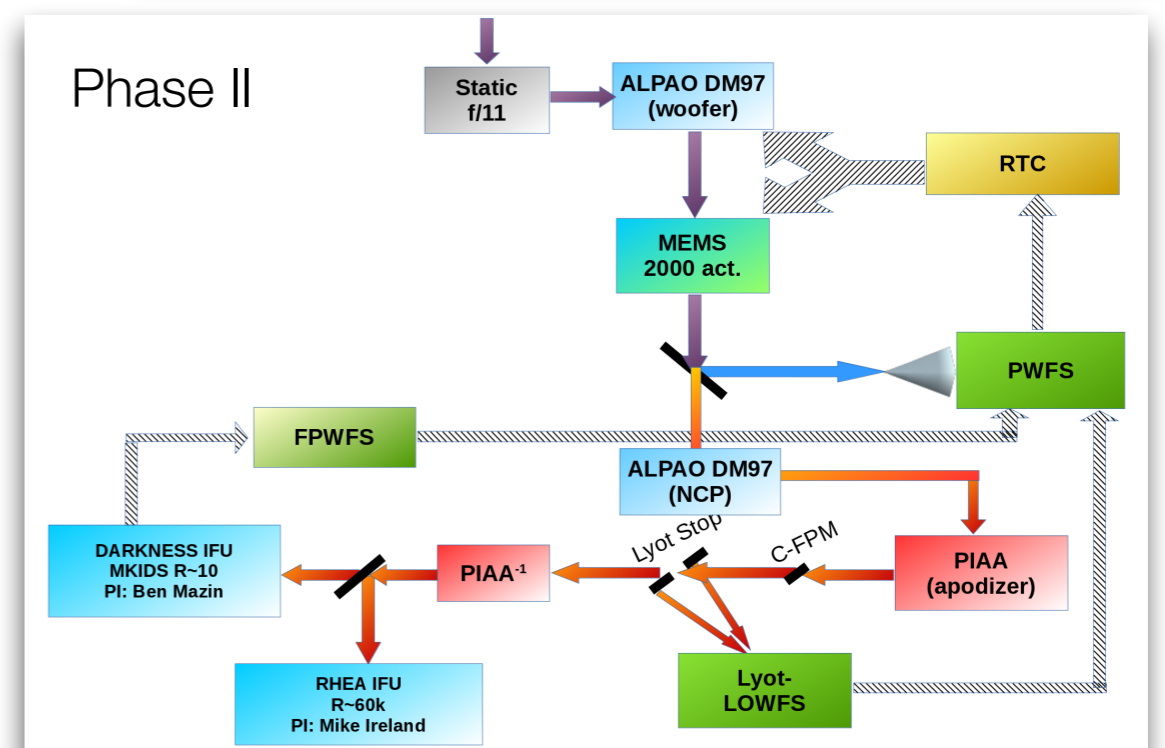 Phase II
Static
f/11
ALPAO DM97
(woofer)
RTC
MEMS
2000 act.
PWFS
FPWFS
ALPAO DM97
(NCP)
Lyot Stop
C-FPM
DARKNESS IFU
MKIDS R~10
PI: Ben Mazin
PIAA-1
PIAA
(apodizer)
RHEA IFU
R~60k
PI: Mike Ireland
Lyot-
LOWFS